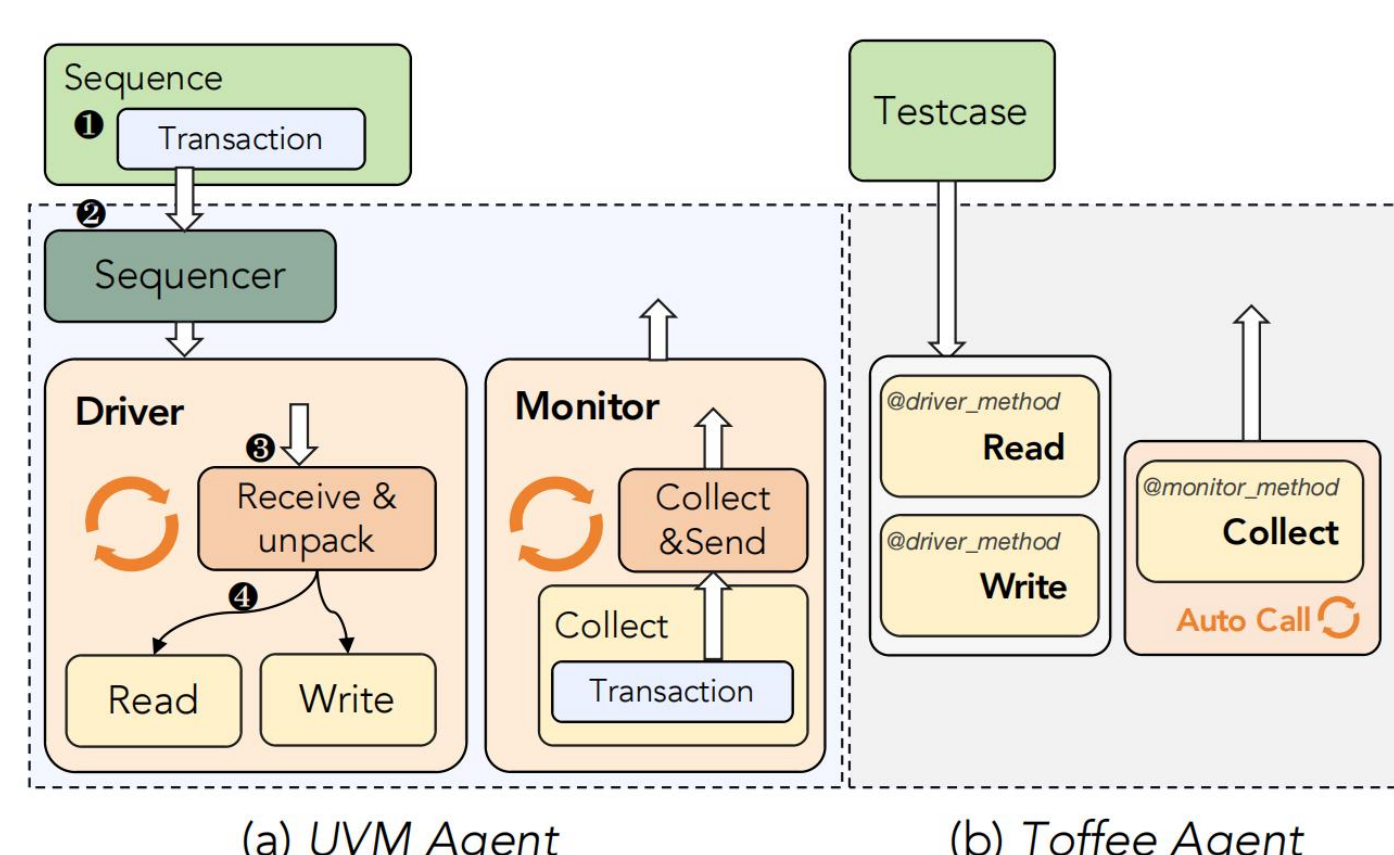 Sequence
❶
Transaction
❷
Sequencer
Driver
❸
Receive &
unpack
❹
Read
Write
Monitor
Collect
&Send
Collect
Transaction
(a) UVM Agent
Testcase
@driver_method
Read
@driver_method
Write
@monitor_method
Collect
Auto Call
(b) Toffee Agent